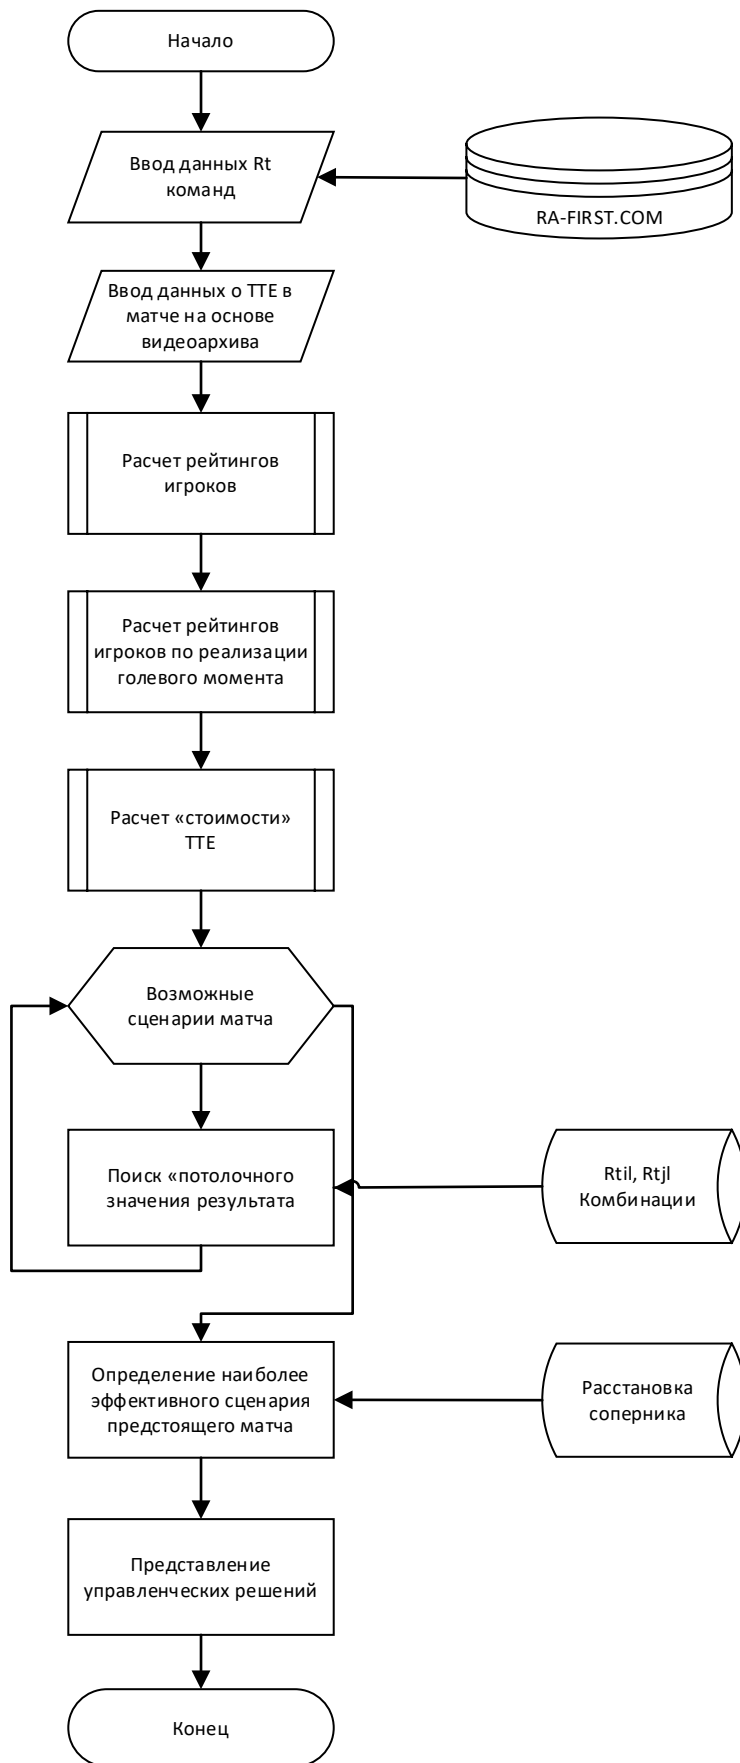 Начало
Ввод данных Rt
команд
RA-FIRST.COM
Ввод данных о ТТЕ в
матче на основе
видеоархива
Расчет рейтингов
игроков
Расчет рейтингов
игроков по реализации
голевого момента
Расчет «стоимости»
ТТЕ
Возможные
сценарии матча
Поиск «потолочного
значения результата
Rtil, Rtjl
Комбинации
Определение наиболее
эффективного сценария
предстоящего матча
Расстановка
соперника
Представление
управленческих решений
Конец